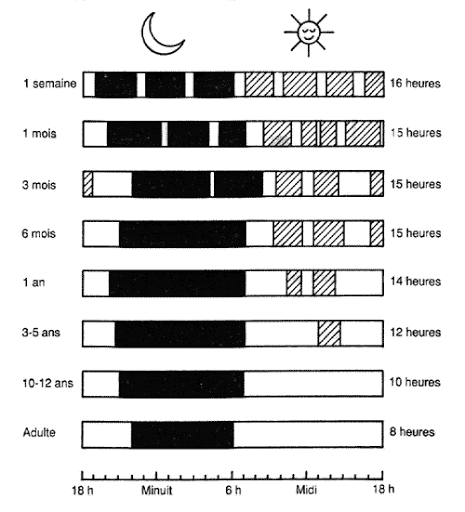 1 semaine 16 heures
1 mois 15 heures
3 mois 15 heures
6 mois 15 heures
1 an 14 heures
3-5 ans 12 heures
10-12 ans 10 heures
Adulte 8 heures
18 h Minuit 6 h Midi 18 h